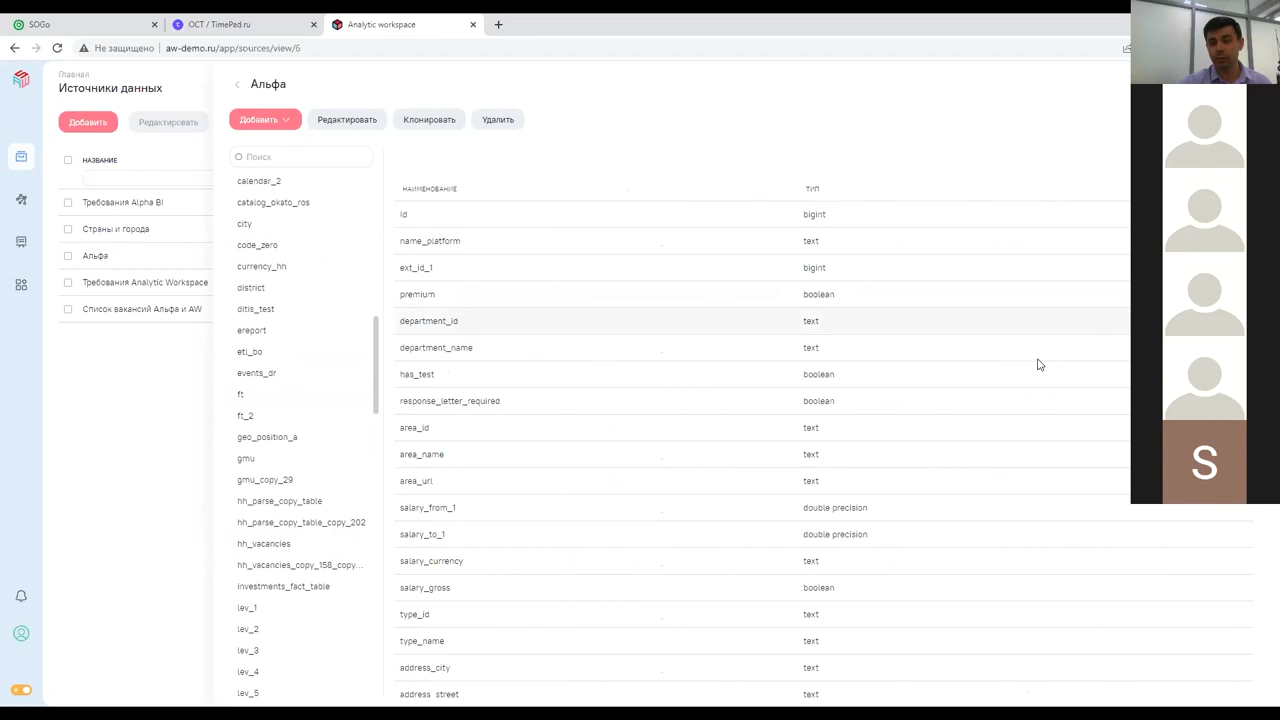 SOGo
ОСТ / TimePad.ru
Analytic workspace
Не защищено
aw-demo.ru/app/sources/view/6
Главная
Источники данных
Добавить
Редактировать
НАЗВАНИЕ
Требования Alpha BI
Страны и города
Альфа
Требования Analytic Workspace
Список вакансий Альфа и AW
Альфа
Добавить
Редактировать
Клонировать
Удалить
Поиск
calendar_2
catalog_okato_ros
city
code_zero
currency_hh
district
ditis_test
ereport
etl_bo
events_dr
ft
ft_2
geo_position_a
gmu
gmu_copy_29
hh_parse_copy_table
hh_parse_copy_table_copy_202
hh_vacancies
hh_vacancies_copy_158_copy...
investments_fact_table
lev_1
lev_2
lev_3
lev_4
lev_5
НАИМЕНОВАНИЕ ТИП
id bigint
name_platform text
ext_id_1 bigint
premium boolean
department_id text
department_name text
has_test boolean
response_letter_required boolean
area_id text
area_name text
area_url text
salary_from_1 double precision
salary_to_1 double precision
salary_currency text
salary_gross boolean
type_id text
type_name text
address_city text
address_street text
S